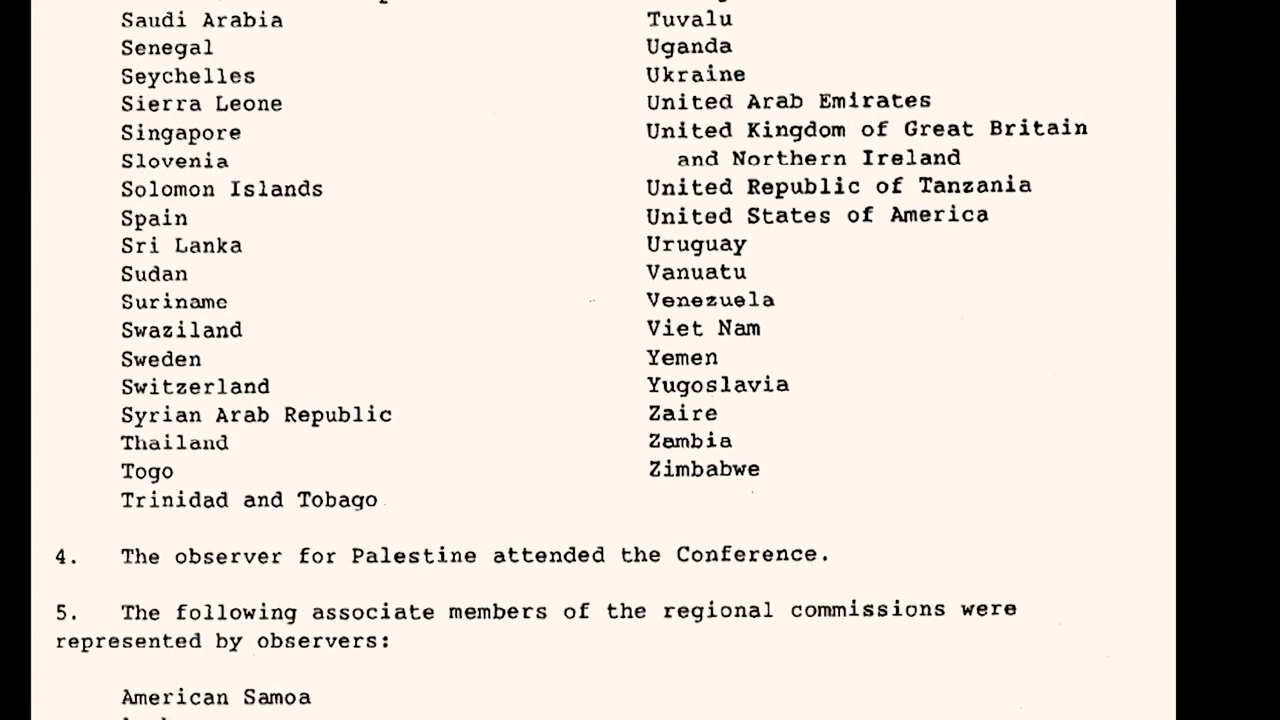 Saudi Arabia
Senegal
Seychelles
Sierra Leone
Singapore
Slovenia
Solomon Islands
Spain
Sri Lanka
Sudan
Suriname
Swaziland
Sweden
Switzerland
Syrian Arab Republic
Thailand
Togo
Trinidad and Tobago
Tuvalu
Uganda
Ukraine
United Arab Emirates
United Kingdom of Great Britain
and Northern Ireland
United Republic of Tanzania
United States of America
Uruguay
Vanuatu
Venezuela
Viet Nam
Yemen
Yugoslavia
Zaire
Zambia
Zimbabwe
4. The observer for Palestine attended the Conference.
5. The following associate members of the regional commissions were
represented by observers:
American Samoa